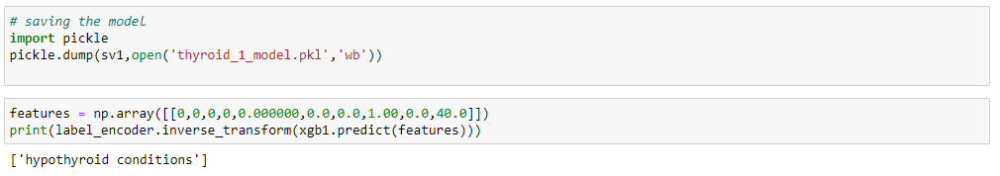 # saving the model
import pickle
pickle.dump(sv1,open('thyroid_1_model.pkl','wb'))
features = np.array([[0,0,0,0,0.000000,0.0,0.0,1.00,0.0,40.0]])
print(label_encoder.inverse_transform(xgb1.predict(features)))
['hypothyroid conditions']